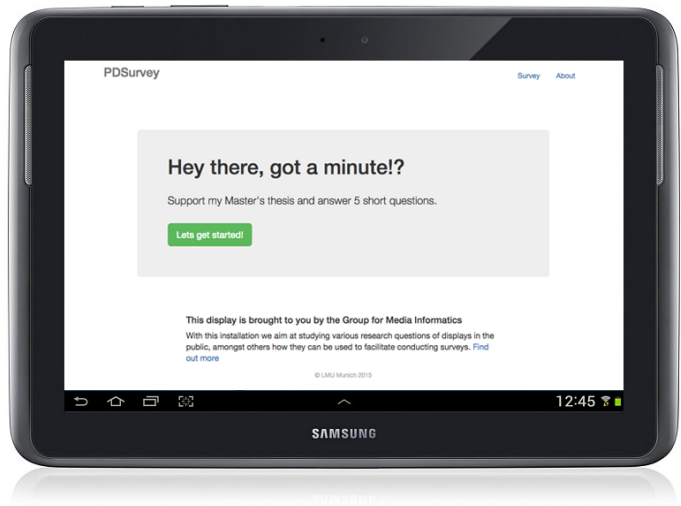 PDSurvey
Survey
About
Hey there, got a minute!?
Support my Master's thesis and answer 5 short questions.
Lets get started!
This display is brought to you by the Group for Media Informatics
With this installation we aim at studying various research questions of displays in the
public, amongst others how they can be used to facilitate conducting surveys. Find
out more
© LMU Munich 2015
12:45
SAMSUNG